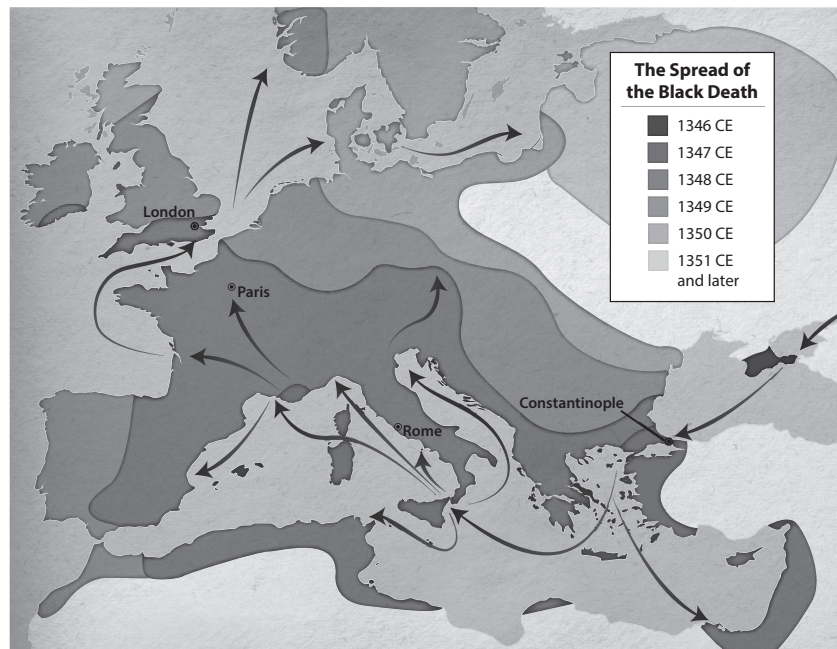 The Spread of
the Black Death
1346 CE
1347 CE
1348 CE
1349 CE
1350 CE
1351 CE
and later
London
Paris
Constantinople
Rome